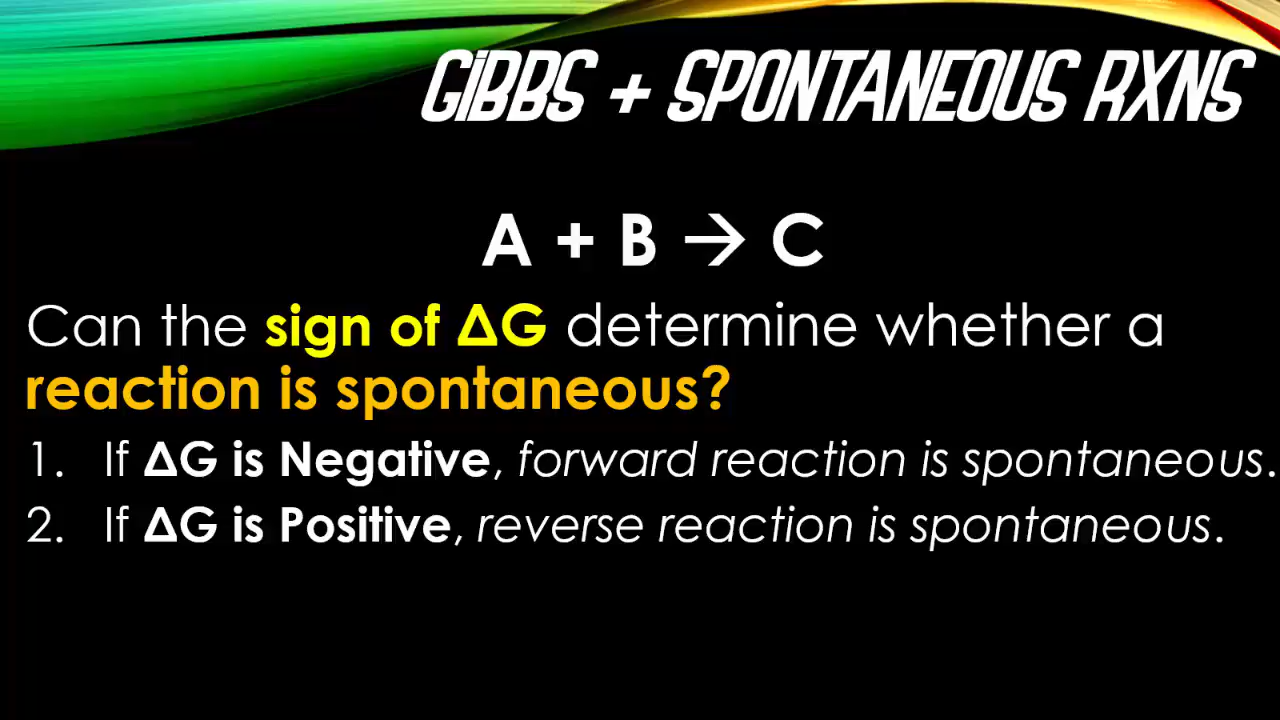 GiBBS + SPONTANEOUS RXNS
A + B → C
Can the sign of ΔG determine whether a
reaction is spontaneous?
1. If ΔG is Negative, forward reaction is spontaneous.
2. If ΔG is Positive, reverse reaction is spontaneous.